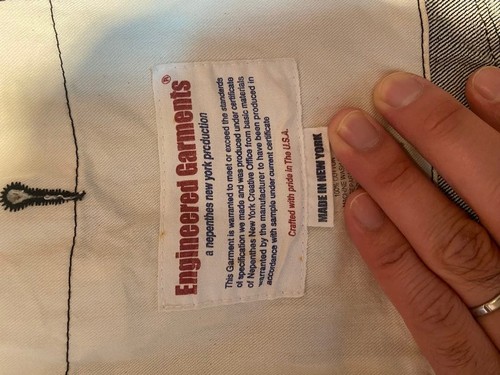 Engineered Garments®
a nepenthes new york production
This Garment is warranted to meet or exceed the standards
of specification we made and was produced under certificate
of Nepenthes New York Creative Office from basic materials
warranted by the manufacturer to have been produced in
accordance with sample under current certificate
Crafted with pride in The U.S.A.
MADE IN NEW YORK